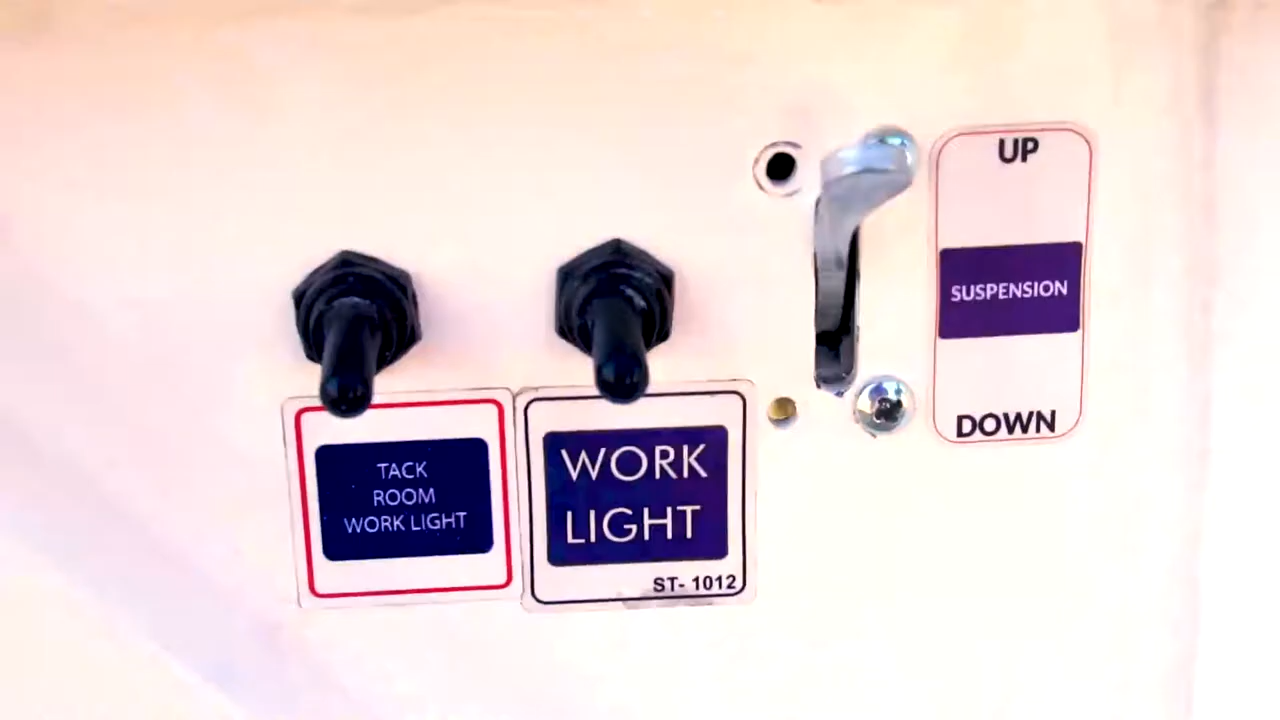 TACK
ROOM
WORK LIGHT
WORK
LIGHT
ST- 1012
UP
SUSPENSION
DOWN